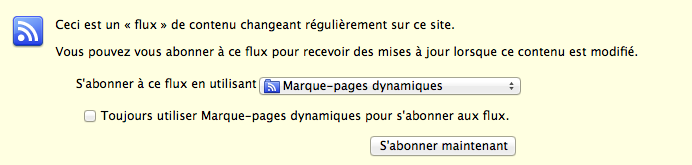 Ceci est un « flux » de contenu changeant régulièrement sur ce site.
Vous pouvez vous abonner à ce flux pour recevoir des mises à jour lorsque ce contenu est modifié.
S'abonner à ce flux en utilisant Marque-pages dynamiques
Toujours utiliser Marque-pages dynamiques pour s'abonner aux flux.
S'abonner maintenant